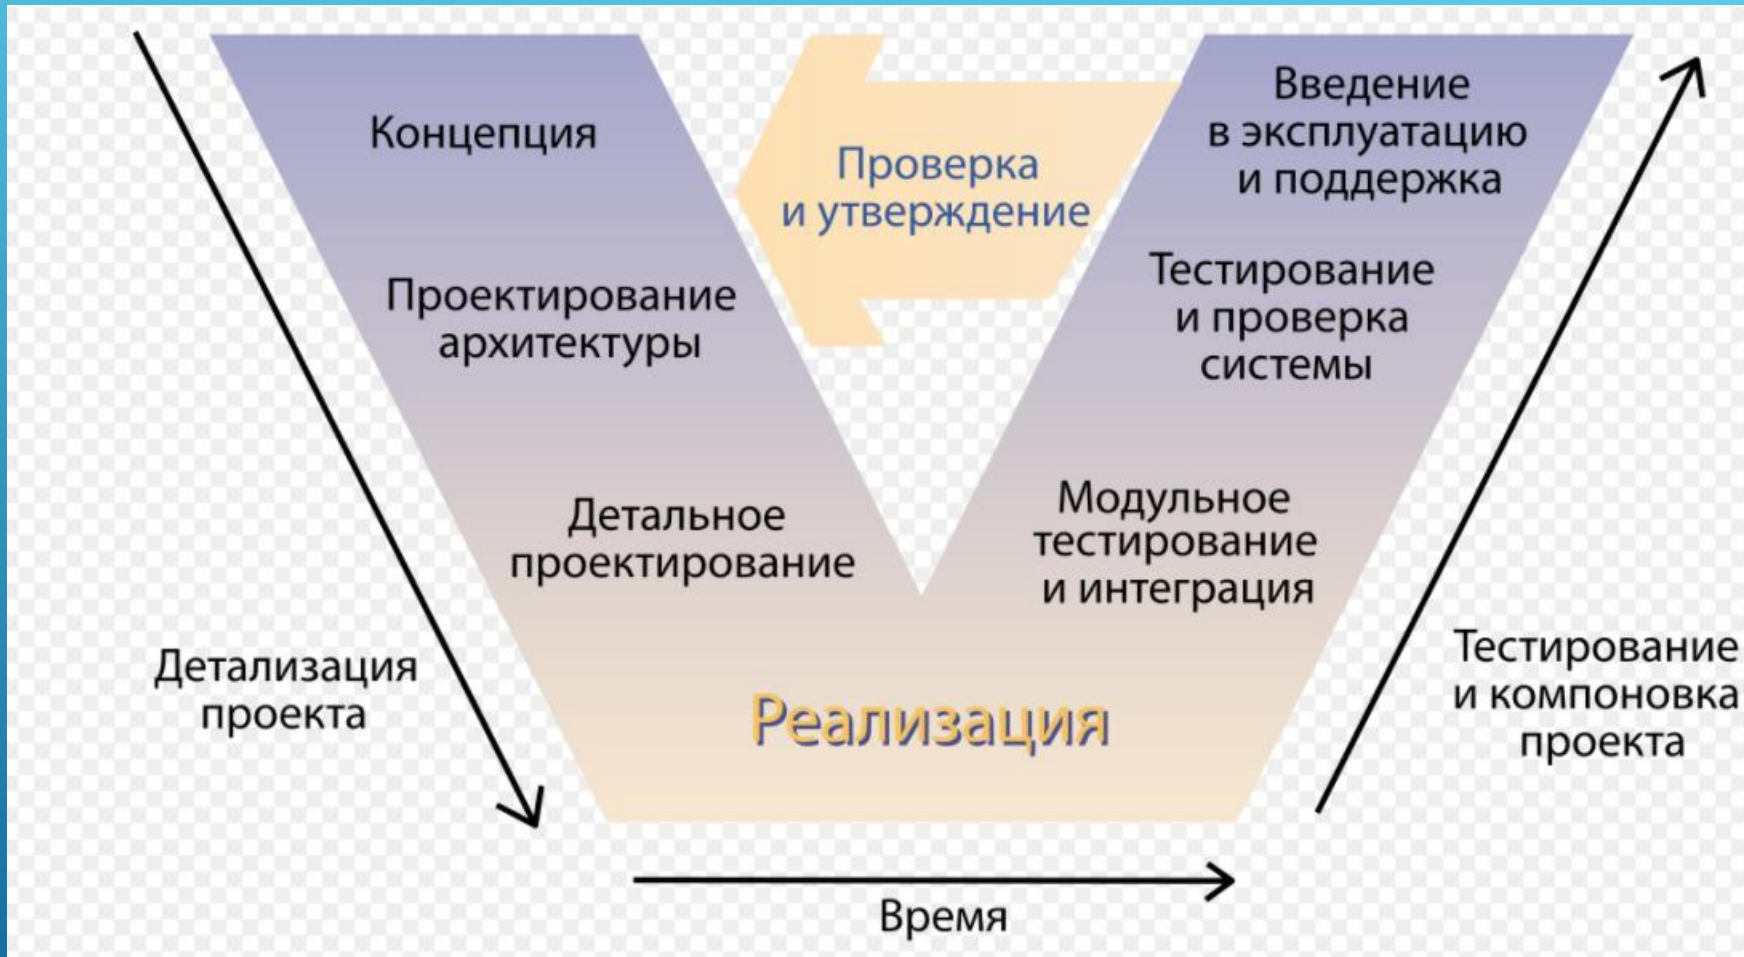 Концепция
Проектирование
архитектуры
Детальное
проектирование
Детализация
проекта
Проверка
и утверждение
Реализация
Введение
в эксплуатацию
и поддержка
Тестирование
и проверка
системы
Модульное
тестирование
и интеграция
Тестирование
и компоновка
проекта
Время